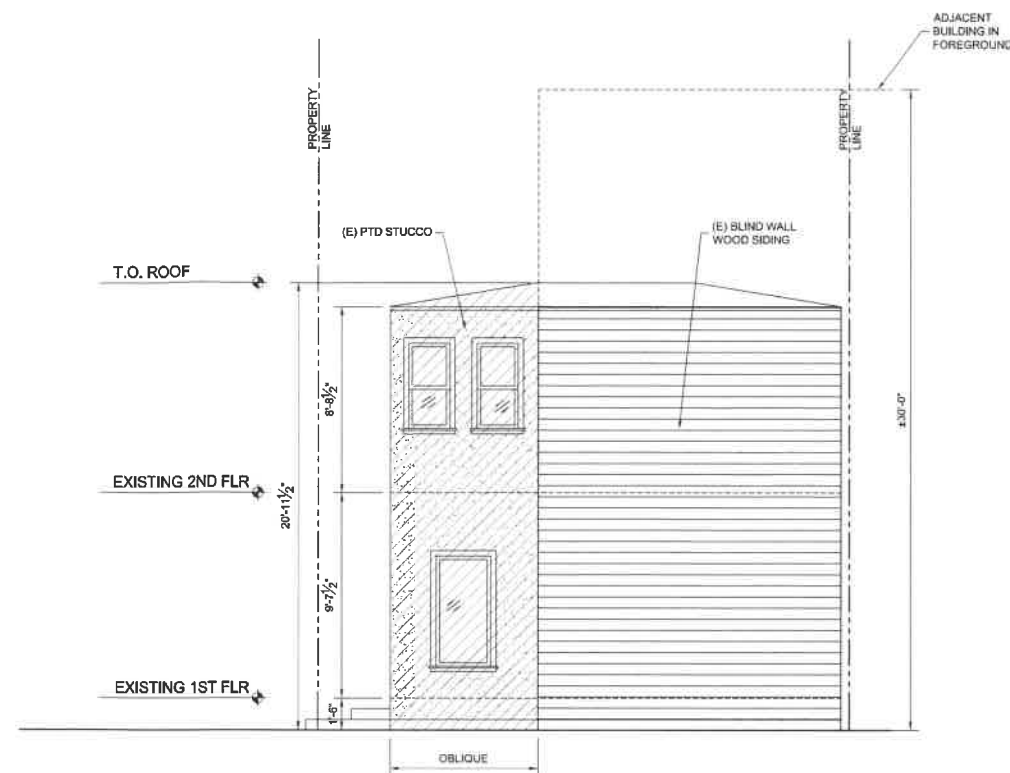 ADJACENT
BUILDING IN
FOREGROUND
PROPERTY
LINE
PROPERTY
LINE
(E) PTD STUCCO
(E) BLIND WALL
WOOD SIDING
T.O. ROOF
8'-8½"
±30'-0"
EXISTING 2ND FLR
20'-11½"
9'-7½"
EXISTING 1ST FLR
1'-6"
OBLIQUE